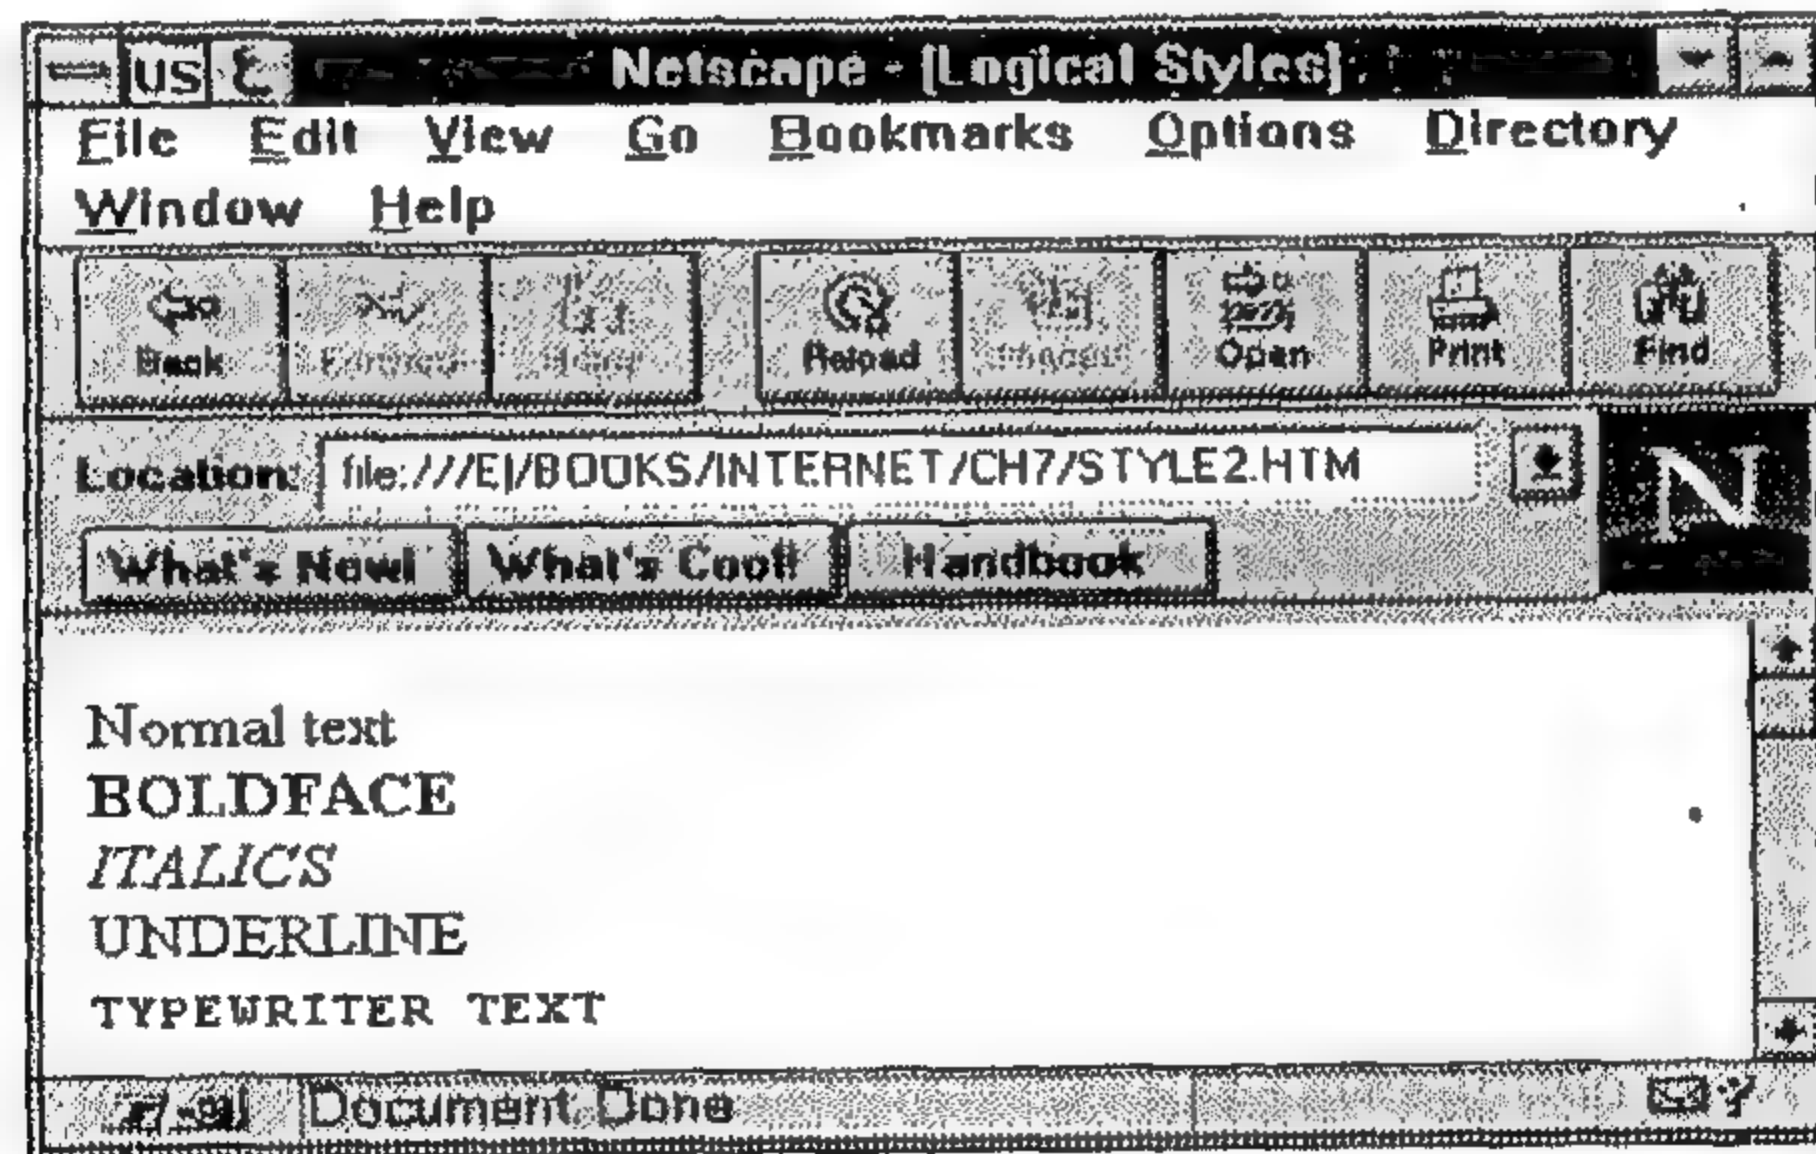 US Netscape - [Logical Styles]
File Edit View Go Bookmarks Options Directory
Window Help
Back Reload Open Print Find
Location: file:///E|/BOOKS/INTERNET/CH7/STYLE2.HTM
N
What's New! What's Cool! Handbook
Normal text
BOLDFACE
ITALICS
UNDERLINE
TYPEWRITER TEXT
Document: Done